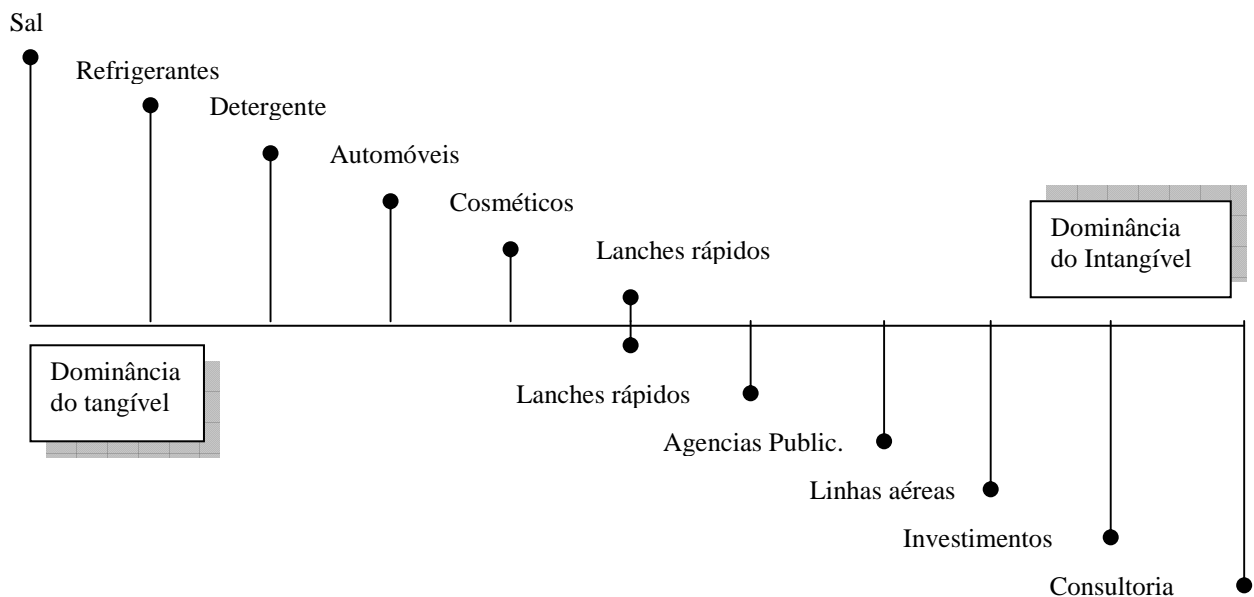 Sal
Refrigerantes
Detergente
Automóveis
Cosméticos
Lanches rápidos
Dominância
do Intangível
Dominância
do tangível
Lanches rápidos
Agencias Public.
Linhas aéreas
Investimentos
Consultoria